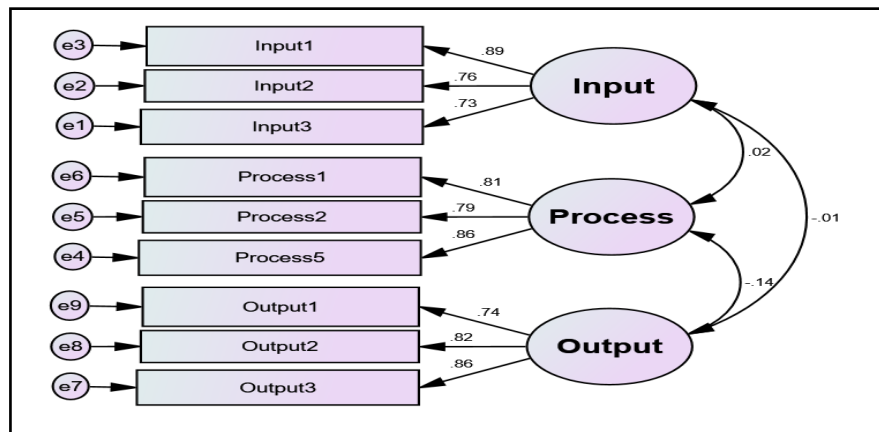 e3 Input1 .89
e2 Input2 .76 Input
e1 Input3 .73
.02
e6 Process1 .81
e5 Process2 .79 Process -.01
e4 Process5 .86
-.14
e9 Output1 .74
e8 Output2 .82 Output
e7 Output3 .86